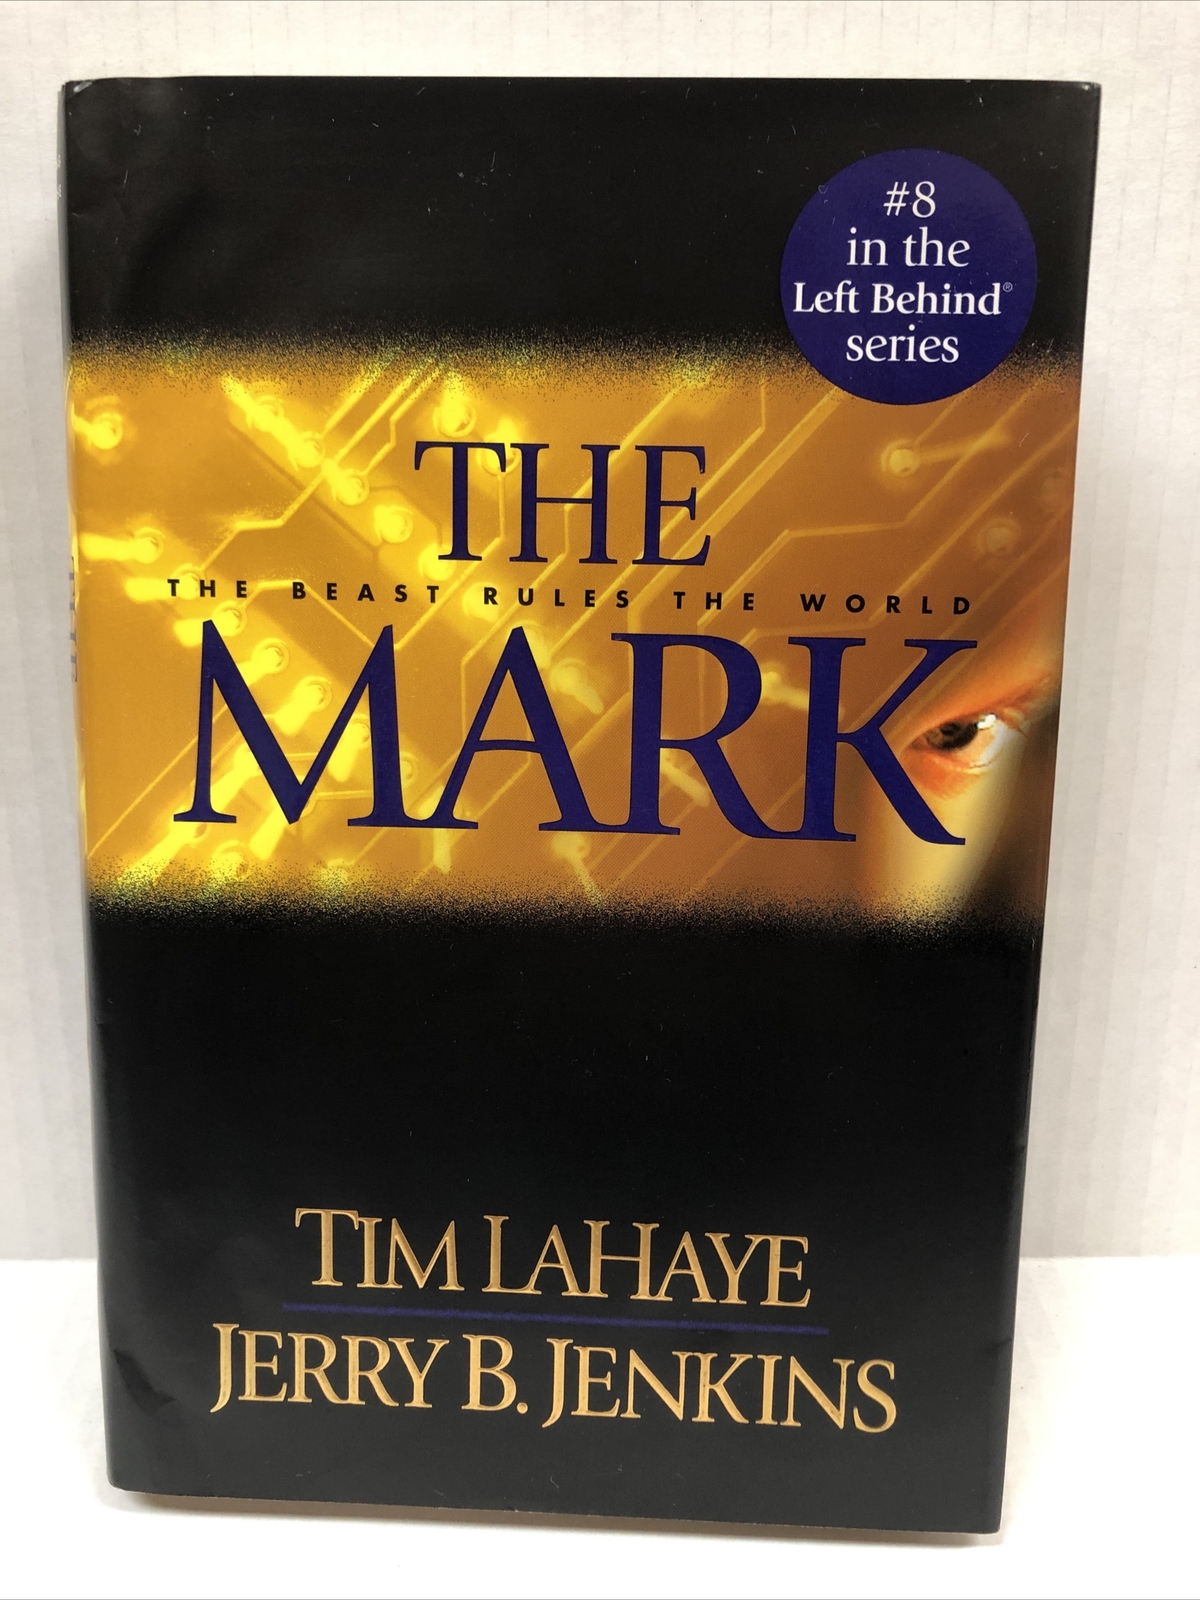 #8
in the
Left Behind®
series
THE
THE BEAST RULES THE WORLD
MARK
TIM LAHAYE
JERRY B. JENKINS